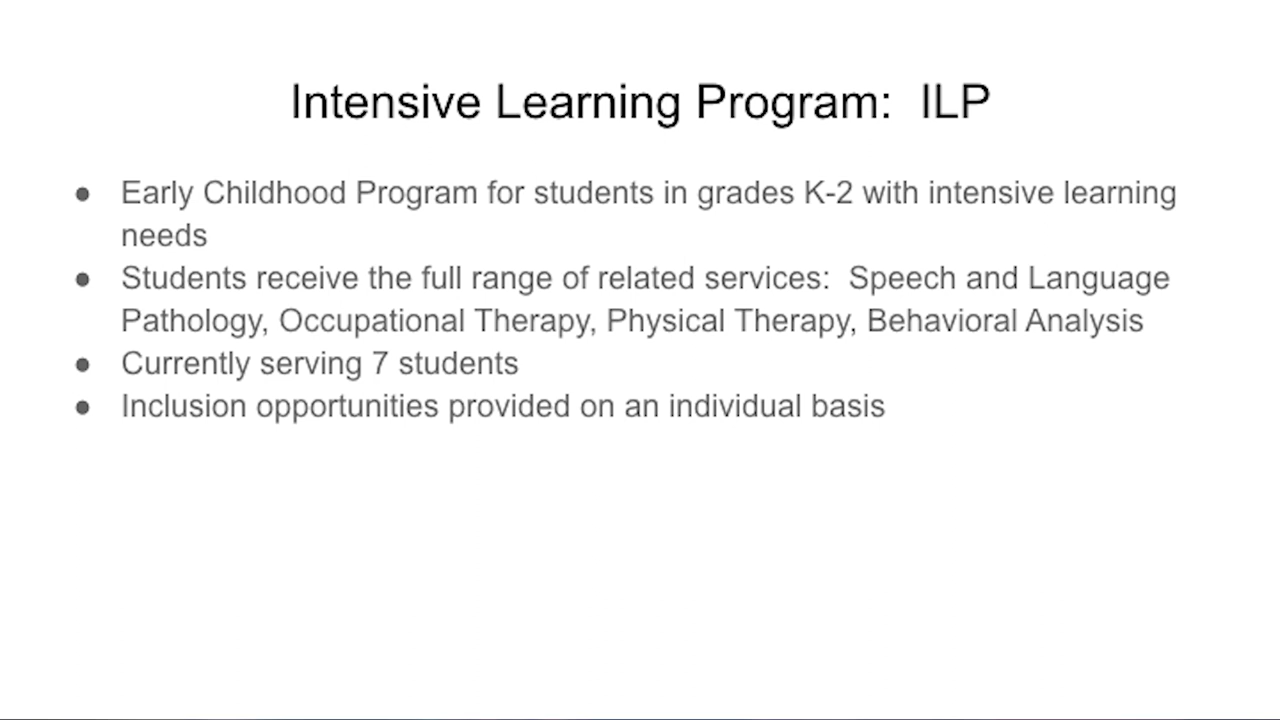 Intensive Learning Program:  ILP
● Early Childhood Program for students in grades K-2 with intensive learning
needs
● Students receive the full range of related services:  Speech and Language
Pathology, Occupational Therapy, Physical Therapy, Behavioral Analysis
● Currently serving 7 students
● Inclusion opportunities provided on an individual basis